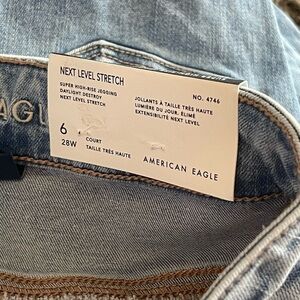 NEXT LEVEL STRETCH
SUPER HIGH-RISE JEGGING
DAYLIGHT DESTROY
NEXT LEVEL STRETCH
NO. 4746
JOLLANTS À TAILLE TRÈS HAUTE
LUMIÈRE DU JOUR, ÉLIMÉ
EXTENSIBILITÉ NEXT LEVEL
6
28W
COURT
TAILLE TRÈS HAUTE
AMERICAN EAGLE
AGL